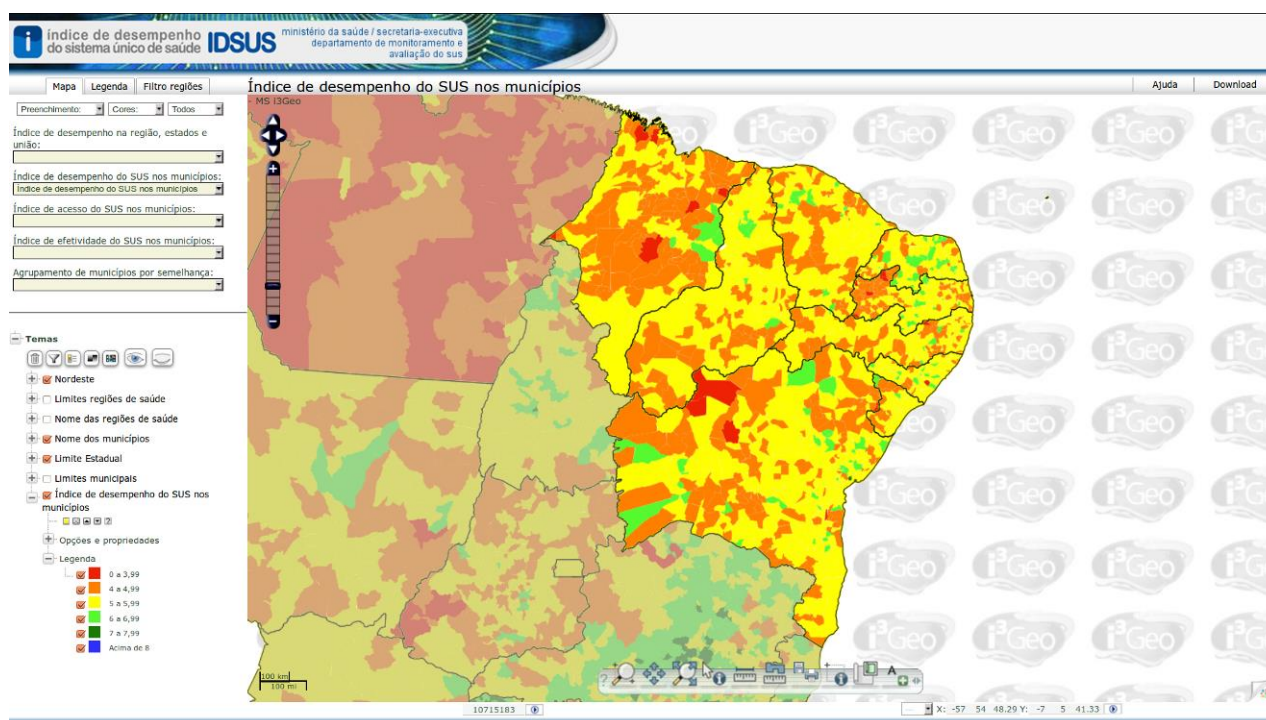 índice de desempenho
do sistema único de saúde IDSUS
ministério da saúde / secretaria-executiva
departamento de monitoramento e
avaliação do sus
Mapa Legenda Filtro regiões
Índice de desempenho do SUS nos municípios
Ajuda Download
Preenchimento: Cores: Todos
Índice de desempenho na região, estados e
união:
Índice de desempenho do SUS nos municípios:
Índice de desempenho do SUS nos municípios
Índice de acesso do SUS nos municípios:
Índice de efetividade do SUS nos municípios:
Agrupamento de municípios por semelhança:
Temas
Nordeste
Limites regiões de saúde
Nome das regiões de saúde
Nome dos municípios
Limite Estadual
Limites municipais
Índice de desempenho do SUS nos
municípios
Opções e propriedades
Legenda
0 a 3,99
4 a 4,99
5 a 5,99
6 a 6,99
7 a 7,99
Acima de 8
- MS i3Geo
i³Geo
100 km
100 mi
10715183
X: -57 54 48.29 Y: -7 5 41.33